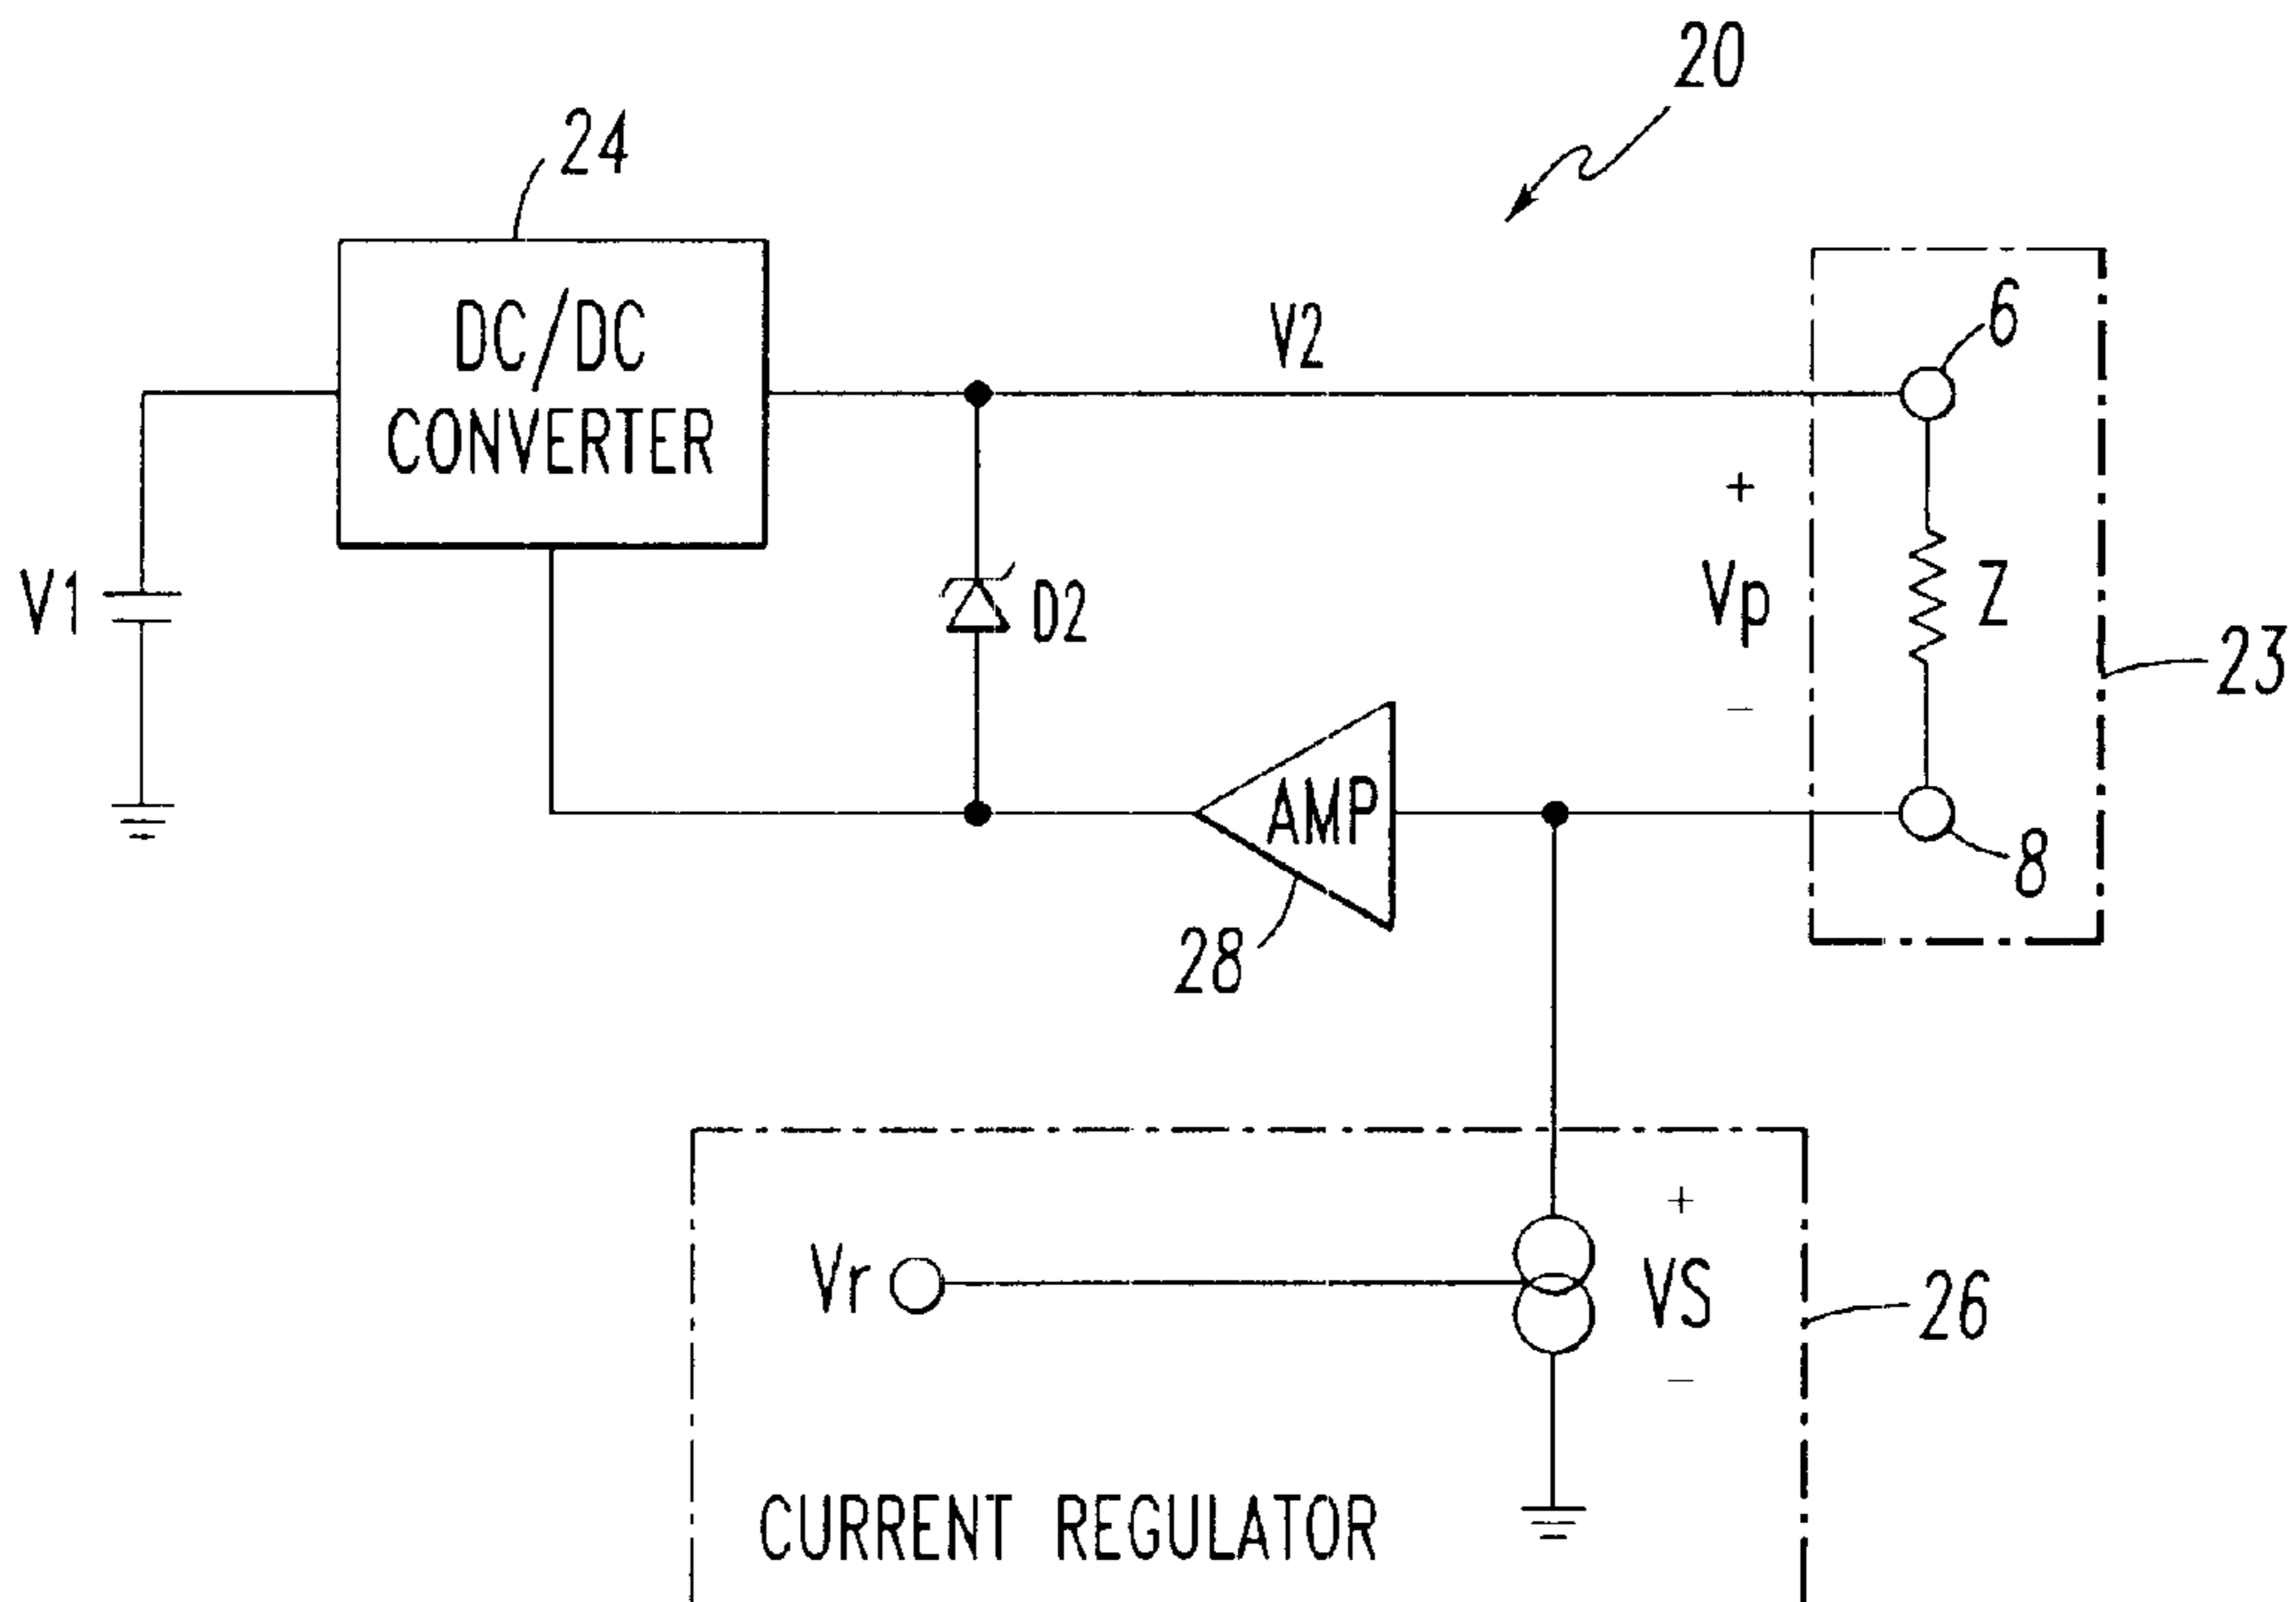 20
24
DC/DC
CONVERTER
V2
6
+
V1
D2
Vp
Z
23
−
AMP
8
28
+
Vr
VS
26
−
CURRENT REGULATOR